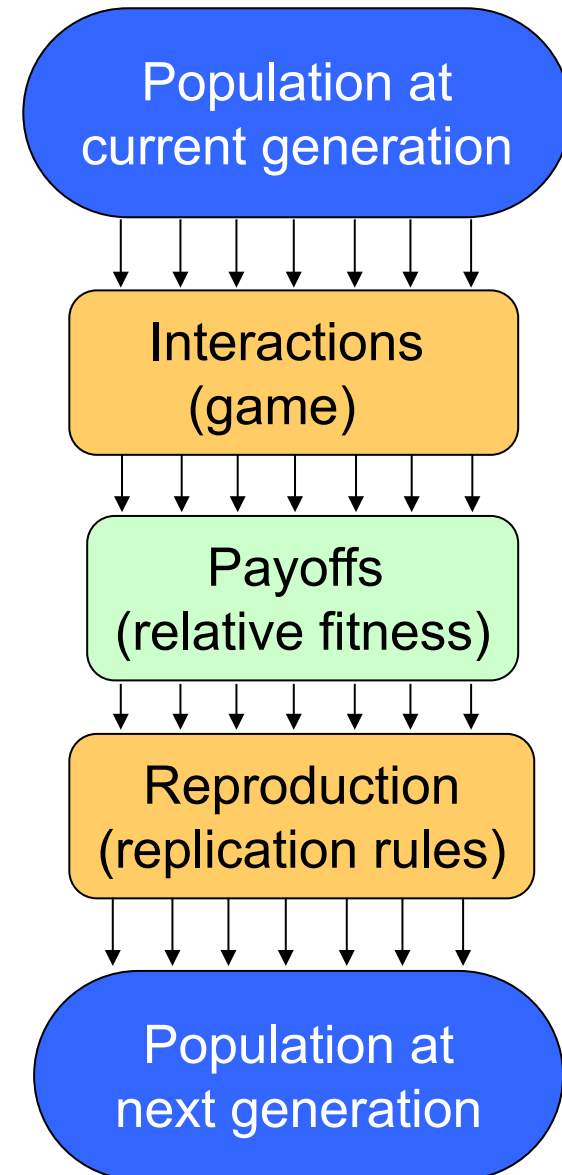 Population at
current generation
Interactions
(game)
Payoffs
(relative fitness)
Reproduction
(replication rules)
Population at
next generation